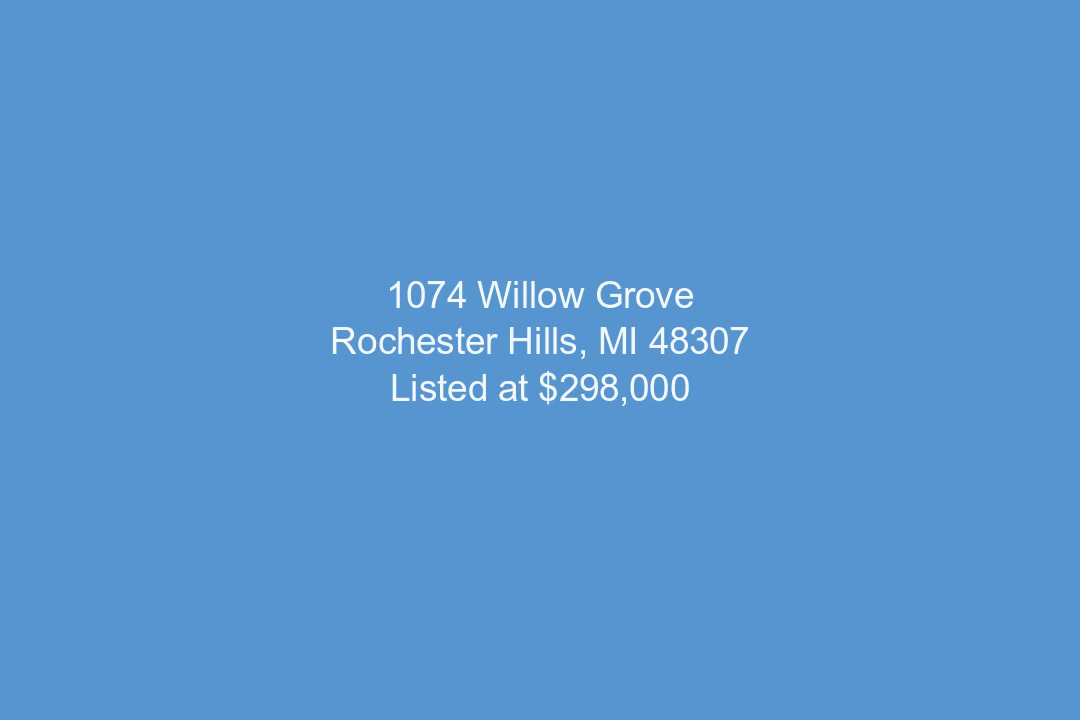 1074 Willow Grove
Rochester Hills, MI 48307
Listed at $298,000